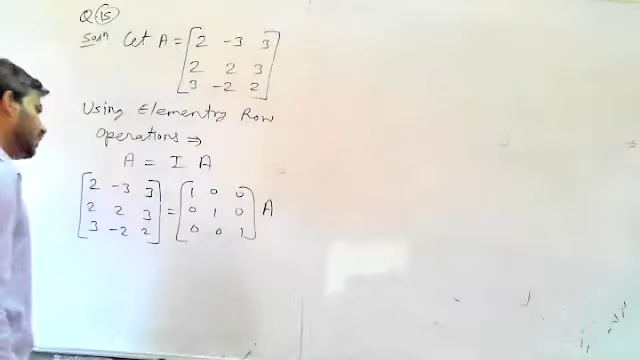 Q 15
Soln Let A = [2 -3 3
2 2 3
3 -2 2]
Using Elementry Row
Operations ⇒
A = I A
[2 -3 3
2 2 3
3 -2 2] = [1 0 0
0 1 0
0 0 1] A